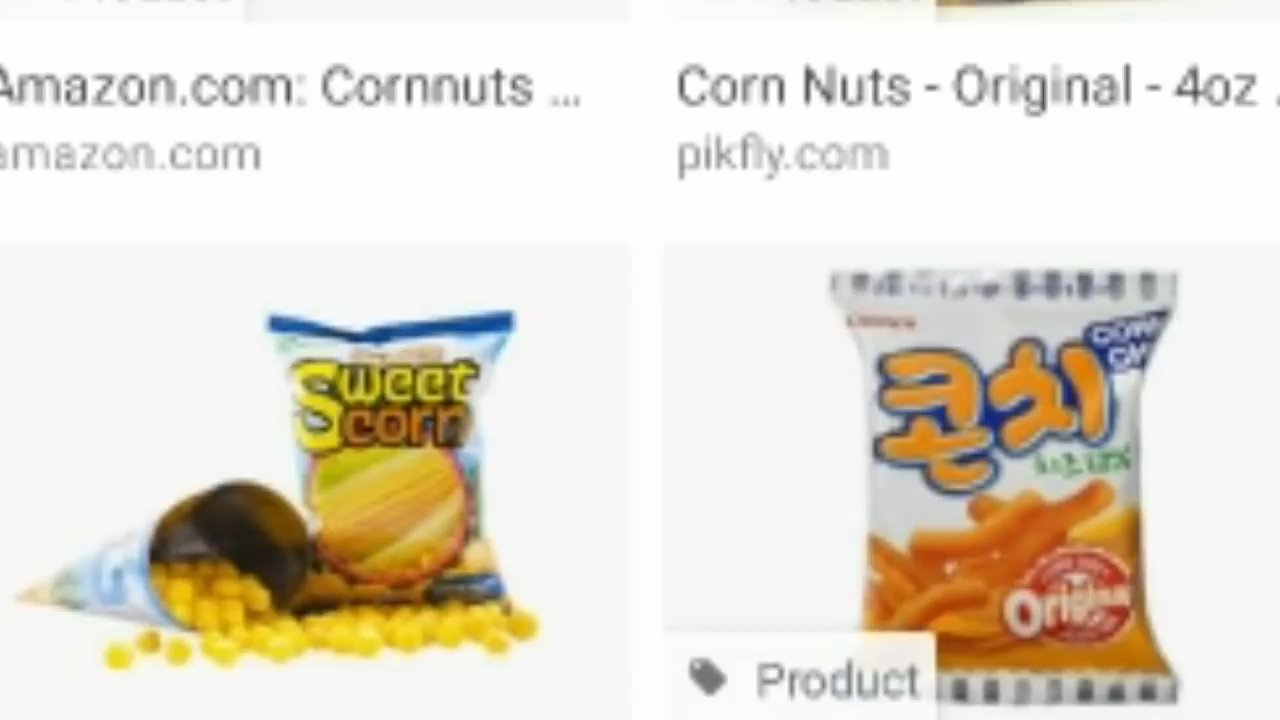 Amazon.com: Cornnuts ...
Corn Nuts - Original - 4oz
amazon.com
pikfly.com
Sweet
corn
콘치
Original
Product